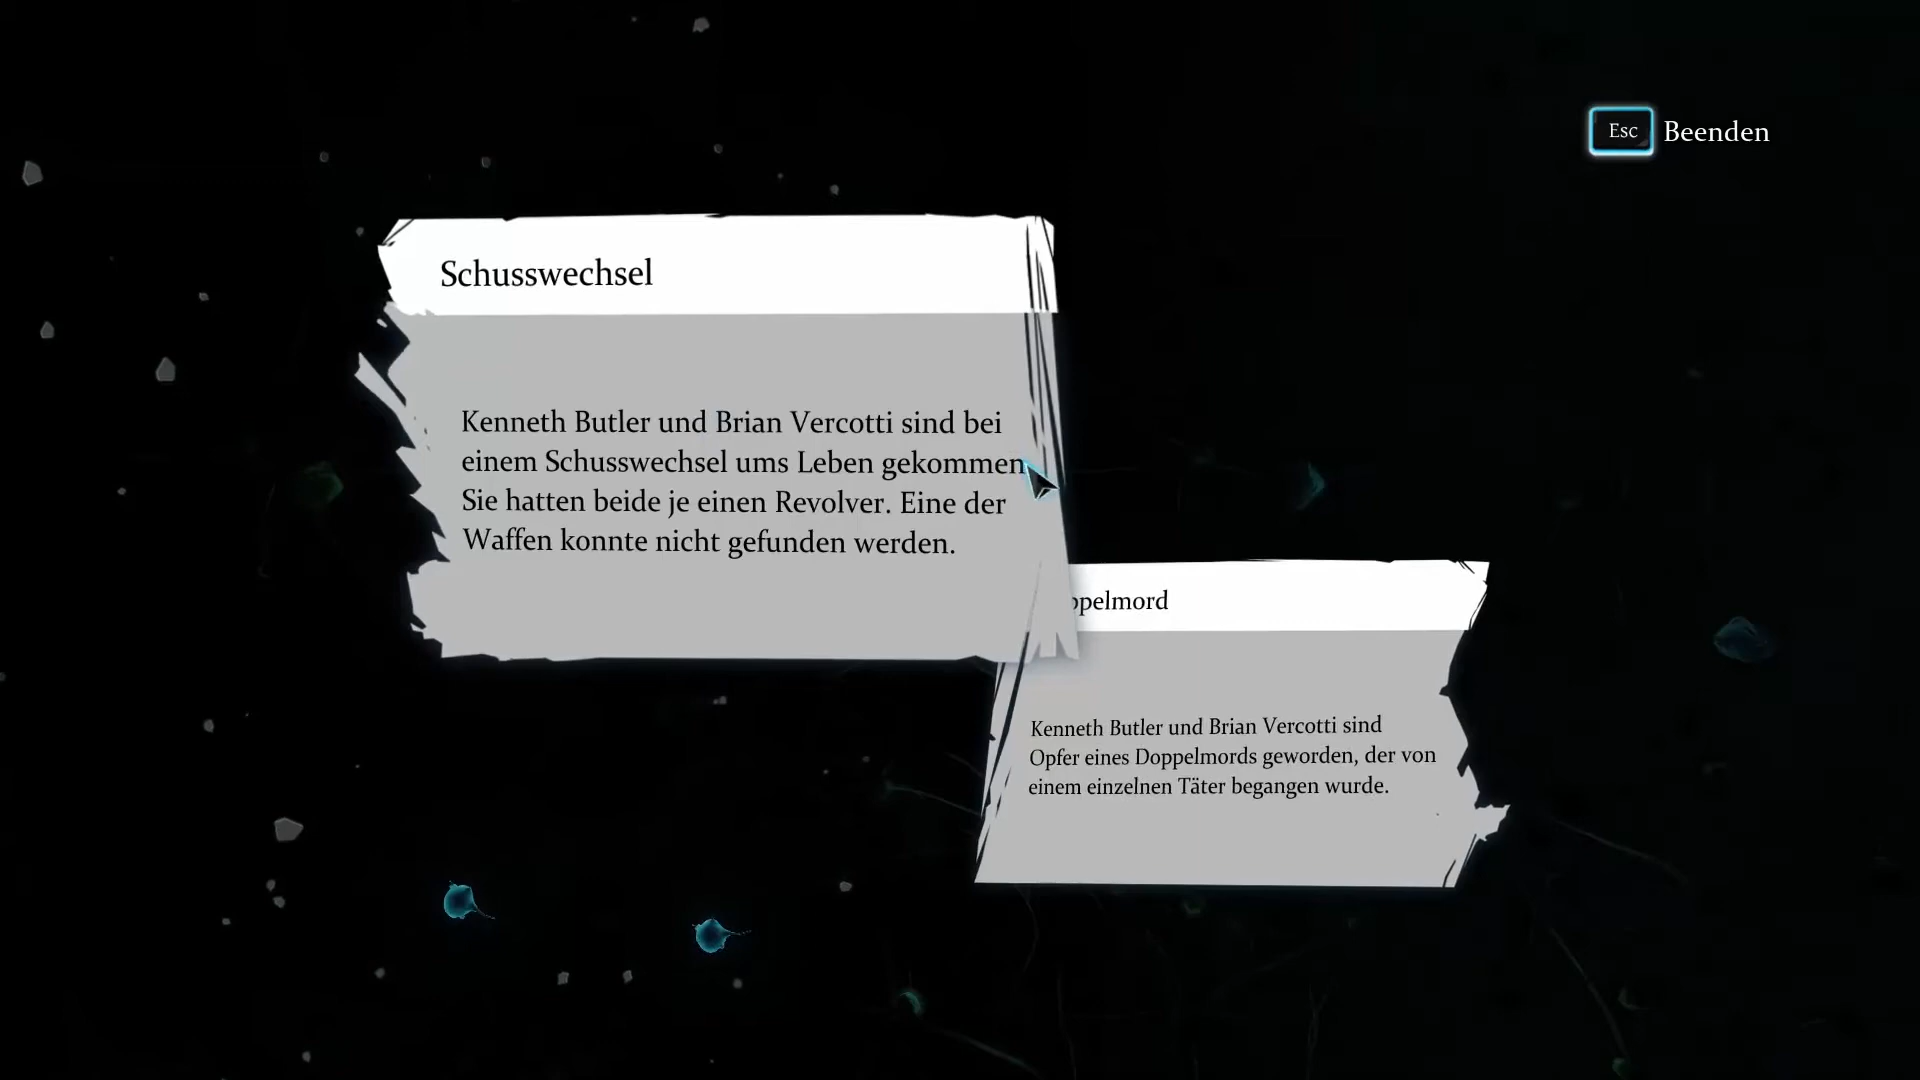 Esc Beenden
Schusswechsel
Kenneth Butler und Brian Vercotti sind bei
einem Schusswechsel ums Leben gekommen
Sie hatten beide je einen Revolver. Eine der
Waffen konnte nicht gefunden werden.
ppelmord
Kenneth Butler und Brian Vercotti sind
Opfer eines Doppelmords geworden, der von
einem einzelnen Täter begangen wurde.